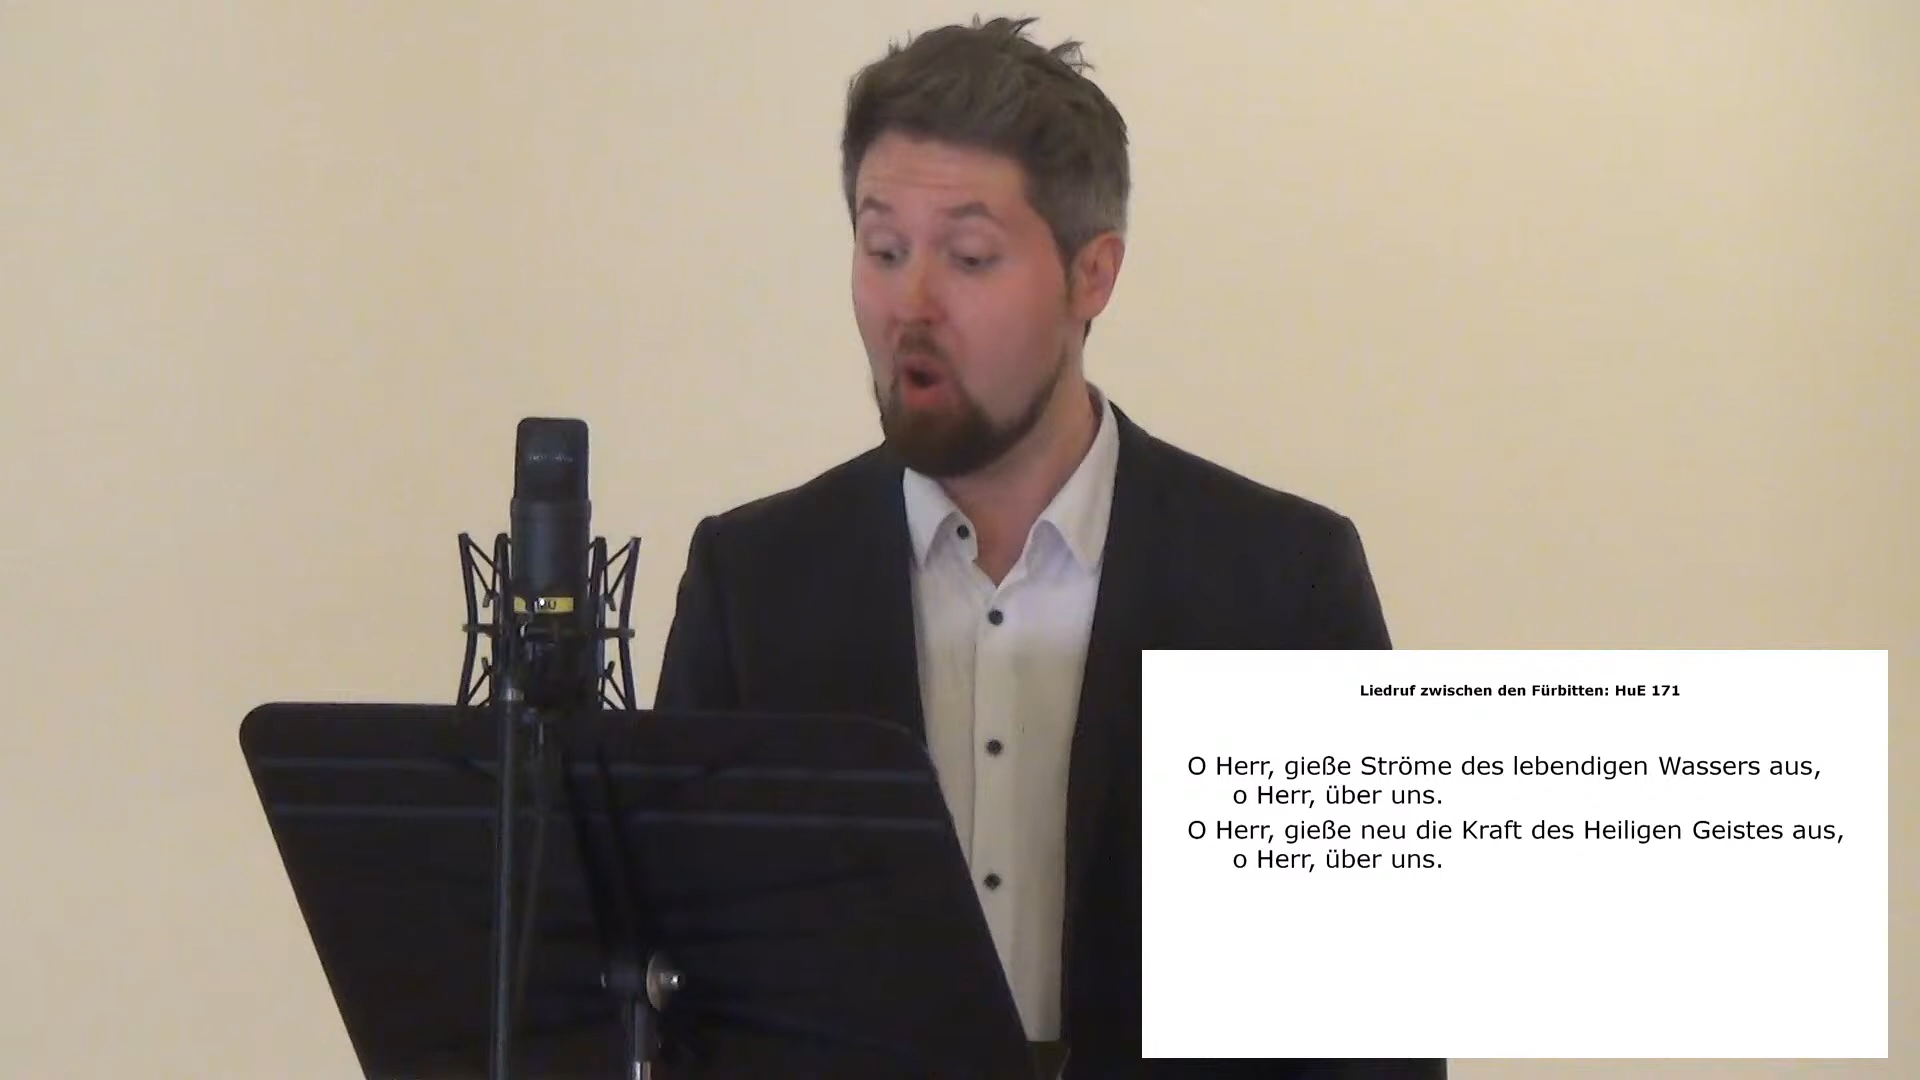 Liedruf zwischen den Fürbitten: HuE 171
O Herr, gieße Ströme des lebendigen Wassers aus,
o Herr, über uns.
O Herr, gieße neu die Kraft des Heiligen Geistes aus,
o Herr, über uns.